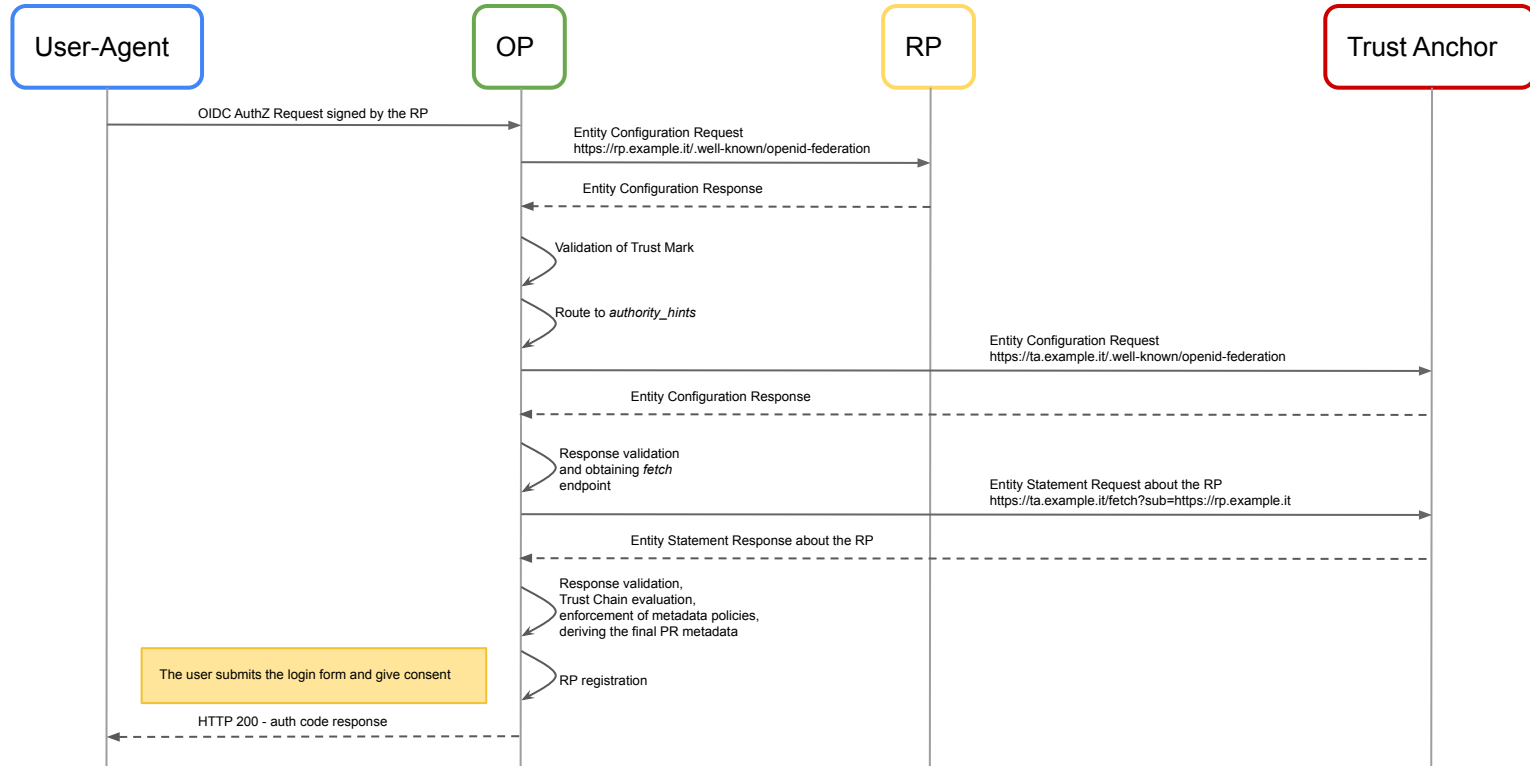 User-Agent
OP
RP
Trust Anchor
OIDC AuthZ Request signed by the RP
Entity Configuration Request
https://rp.example.it/.well-known/openid-federation
Entity Configuration Response
Validation of Trust Mark
Route to authority_hints
Entity Configuration Request
https://ta.example.it/.well-known/openid-federation
Entity Configuration Response
Response validation
and obtaining fetch
endpoint
Entity Statement Request about the RP
https://ta.example.it/fetch?sub=https://rp.example.it
Entity Statement Response about the RP
Response validation,
Trust Chain evaluation,
enforcement of metadata policies,
deriving the final PR metadata
The user submits the login form and give consent
RP registration
HTTP 200 - auth code response